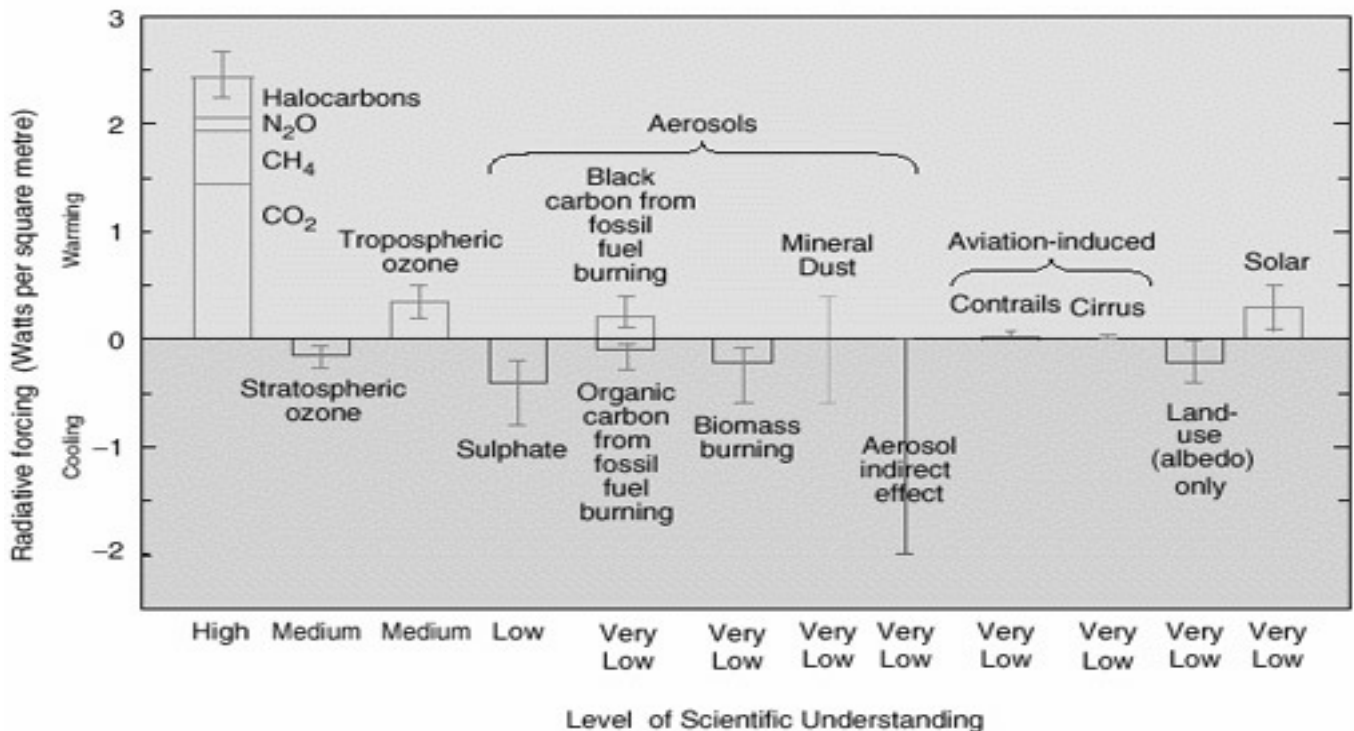 Radiative forcing (Watts per square metre)
Cooling
Warming
3
2
1
0
−1
−2
Halocarbons
N₂O
CH₄
CO₂
Stratospheric
ozone
Tropospheric
ozone
Aerosols
Sulphate
Black
carbon from
fossil
fuel
burning
Organic
carbon
from
fossil
fuel
burning
Biomass
burning
Mineral
Dust
Aerosol
indirect
effect
Aviation-induced
Contrails
Cirrus
Land-
use
(albedo)
only
Solar
High
Medium
Medium
Low
Very
Low
Very
Low
Very
Low
Very
Low
Very
Low
Very
Low
Very
Low
Very
Low
Level of Scientific Understanding